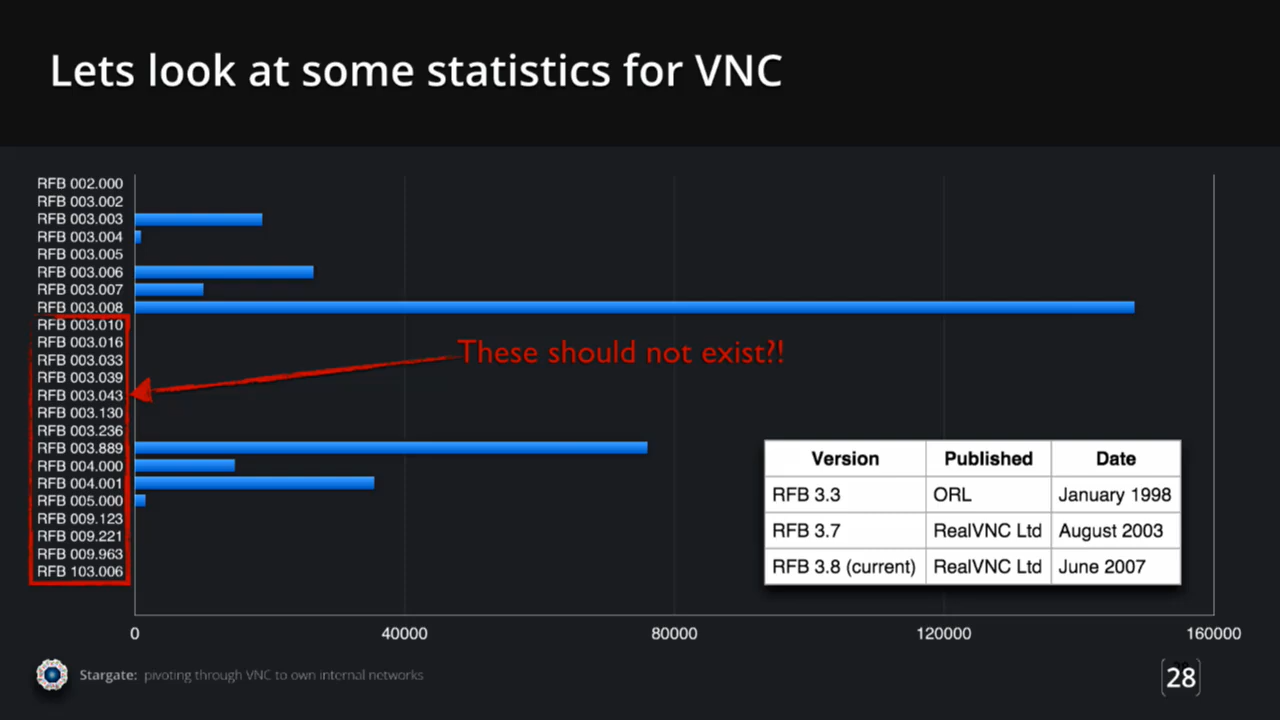 Lets look at some statistics for VNC
RFB 002.000
RFB 003.002
RFB 003.003
RFB 003.004
RFB 003.005
RFB 003.006
RFB 003.007
RFB 003.008
RFB 003.010
RFB 003.016
RFB 003.033
RFB 003.039
RFB 003.043
RFB 003.130
RFB 003.236
RFB 003.889
RFB 004.000
RFB 004.001
RFB 005.000
RFB 009.123
RFB 009.221
RFB 009.963
RFB 103.006
These should not exist?!
Version Published Date
RFB 3.3 ORL January 1998
RFB 3.7 RealVNC Ltd August 2003
RFB 3.8 (current) RealVNC Ltd June 2007
0 40000 80000 120000 160000
Stargate: pivoting through VNC to own internal networks
28